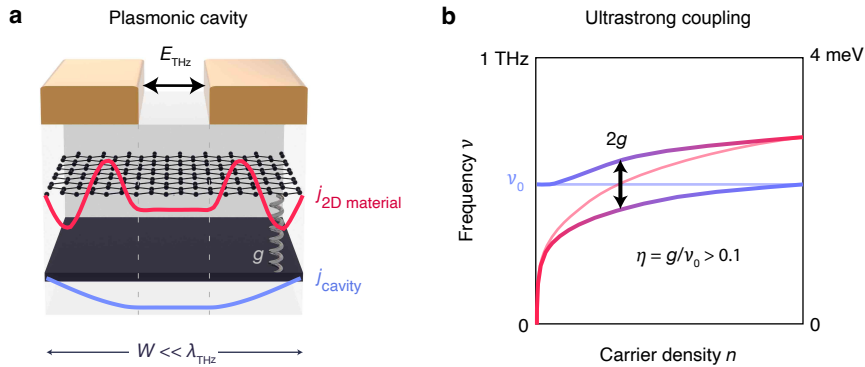 a
Plasmonic cavity
E_THz
j_2D material
g
j_cavity
W << λ_THz
b
Ultrastrong coupling
1 THz
4 meV
2g
ν_0
Frequency ν
η = g/ν_0 > 0.1
0
0
Carrier density n